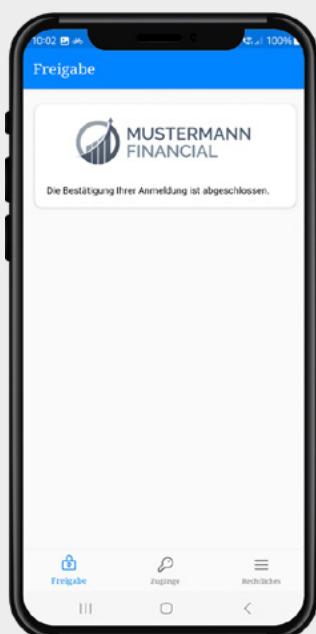 10:02
100%
Freigabe
MUSTERMANN
FINANCIAL
Die Bestätigung Ihrer Anmeldung ist abgeschlossen.
Freigabe
Zugänge
Rechtliches